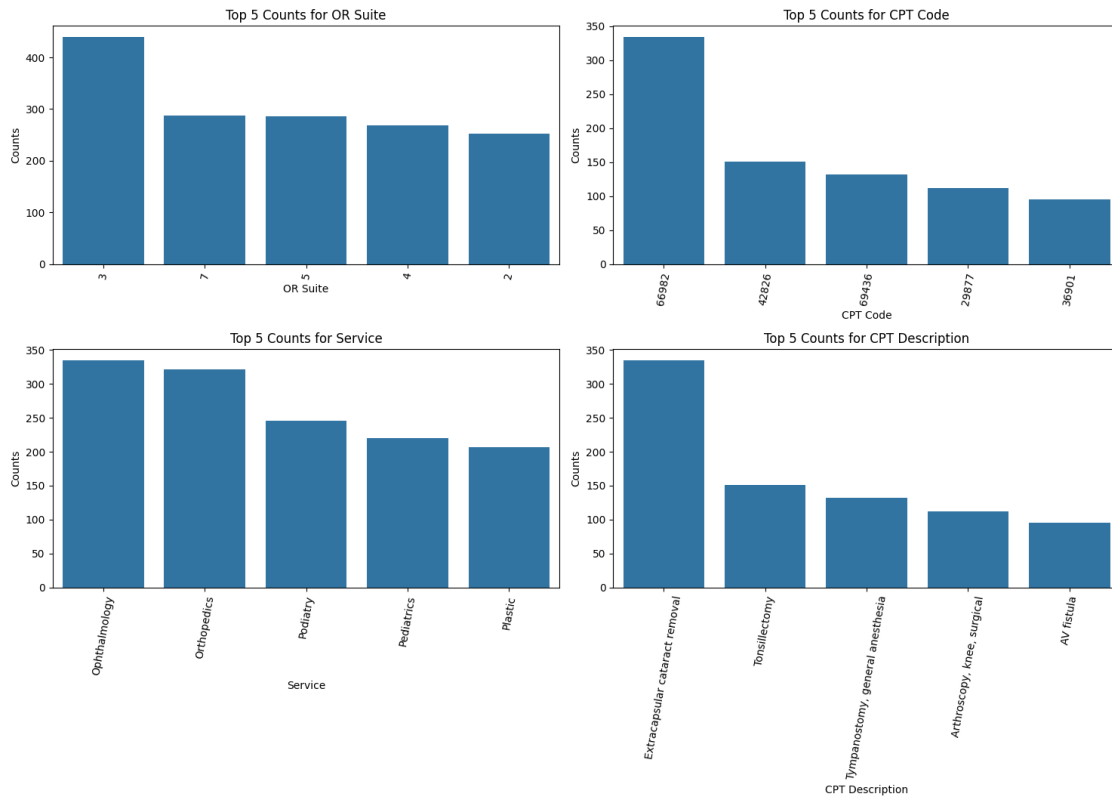 Top 5 Counts for OR Suite
Counts
400
300
200
100
0
3
7
5
4
2
OR Suite
Top 5 Counts for CPT Code
Counts
350
300
250
200
150
100
50
0
66982
42826
69436
29877
36901
CPT Code
Top 5 Counts for Service
Counts
350
300
250
200
150
100
50
0
Ophthalmology
Orthopedics
Podiatry
Pediatrics
Plastic
Service
Top 5 Counts for CPT Description
Counts
350
300
250
200
150
100
50
0
Extracapsular cataract removal
Tonsillectomy
Tympanostomy, general anesthesia
Arthroscopy, knee, surgical
AV fistula
CPT Description